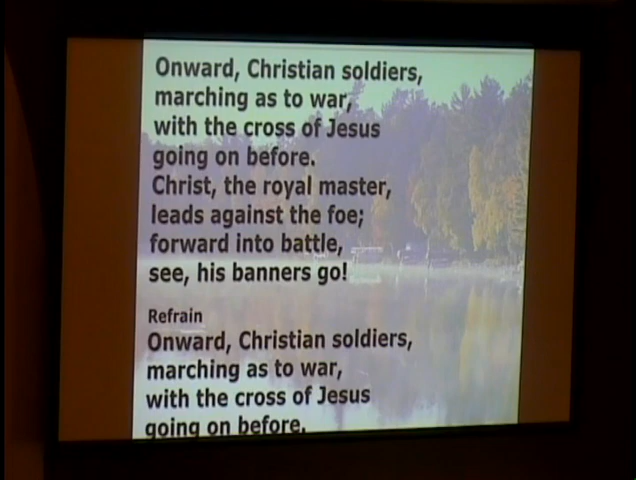 Onward, Christian soldiers,
marching as to war,
with the cross of Jesus
going on before.
Christ, the royal master,
leads against the foe;
forward into battle,
see, his banners go!
Refrain
Onward, Christian soldiers,
marching as to war,
with the cross of Jesus
going on before.